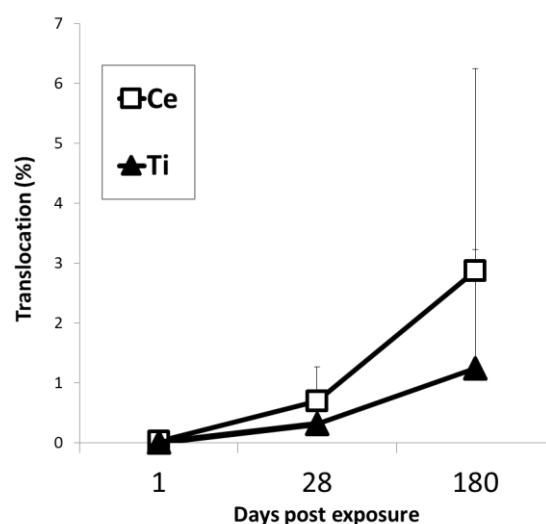 7
6
5
4
3
2
1
0
Translocation (%)
Ce
Ti
1 28 180
Days post exposure